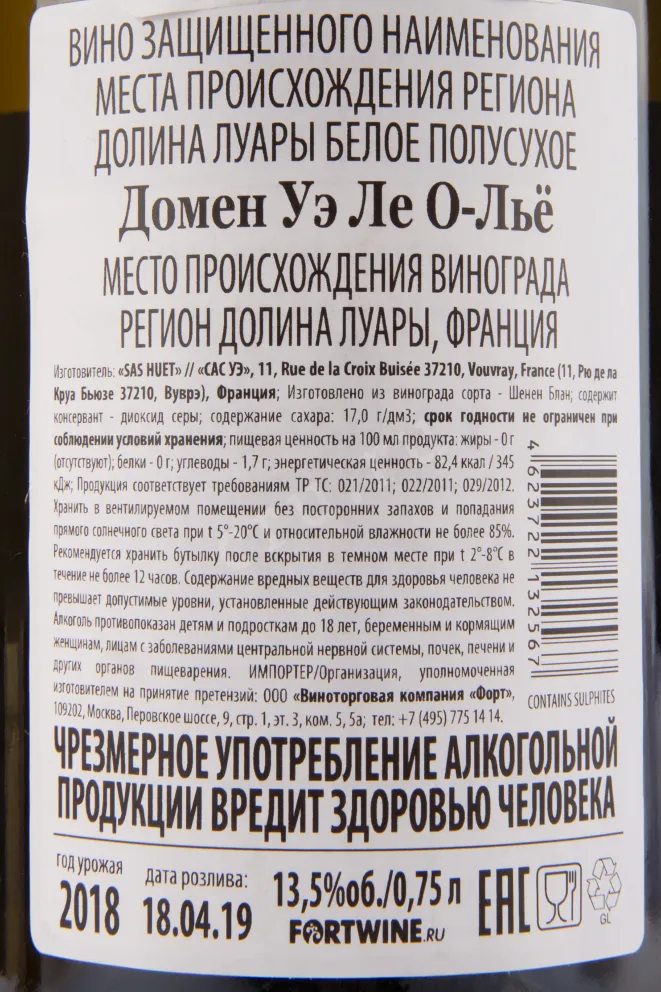 ВИНО ЗАЩИЩЕННОГО НАИМЕНОВАНИЯ
МЕСТА ПРОИСХОЖДЕНИЯ РЕГИОНА
ДОЛИНА ЛУАРЫ БЕЛОЕ ПОЛУСУХОЕ
Домен Уэ Ле О-Льё
МЕСТО ПРОИСХОЖДЕНИЯ ВИНОГРАДА
РЕГИОН ДОЛИНА ЛУАРЫ, ФРАНЦИЯ
Изготовитель: «SAS HUET» // «САС УЭ», 11, Rue de la Croix Buisée 37210, Vouvray, France (11, Рю де ла
Круа Бьюзе 37210, Вуврэ), Франция; Изготовлено из винограда сорта - Шенен Блан; содержит
консервант - диоксид серы; содержание сахара: 17,0 г/дм3; срок годности не ограничен при
соблюдении условий хранения; пищевая ценность на 100 мл продукта: жиры - 0 г
(отсутствуют); белки - 0 г; углеводы - 1,7 г; энергетическая ценность - 82,4 ккал / 345
кДж; Продукция соответствует требованиям ТР ТС: 021/2011; 022/2011; 029/2012.
Хранить в вентилируемом помещении без посторонних запахов и попадания
прямого солнечного света при t 5°-20°С и относительной влажности не более 85%.
Рекомендуется хранить бутылку после вскрытия в темном месте при t 2°-8°С в
течение не более 12 часов. Содержание вредных веществ для здоровья человека не
превышает допустимые уровни, установленные действующим законодательством.
Алкоголь противопоказан детям и подросткам до 18 лет, беременным и кормящим
женщинам, лицам с заболеваниями центральной нервной системы, почек, печени и
других органов пищеварения. ИМПОРТЕР/Организация, уполномоченная
изготовителем на принятие претензий: ООО «Виноторговая компания «Форт»,
109202, Москва, Перовское шоссе, 9, стр. 1, эт. 3, ком. 5, 5а; тел: +7 (495) 775 14 14.
4 623722 132567
CONTAINS SULPHITES
ЧРЕЗМЕРНОЕ УПОТРЕБЛЕНИЕ АЛКОГОЛЬНОЙ
ПРОДУКЦИИ ВРЕДИТ ЗДОРОВЬЮ ЧЕЛОВЕКА
год урожая
2018
дата розлива:
18.04.19
13,5%об./0,75 л
FORTWINE.RU
EAC
GL